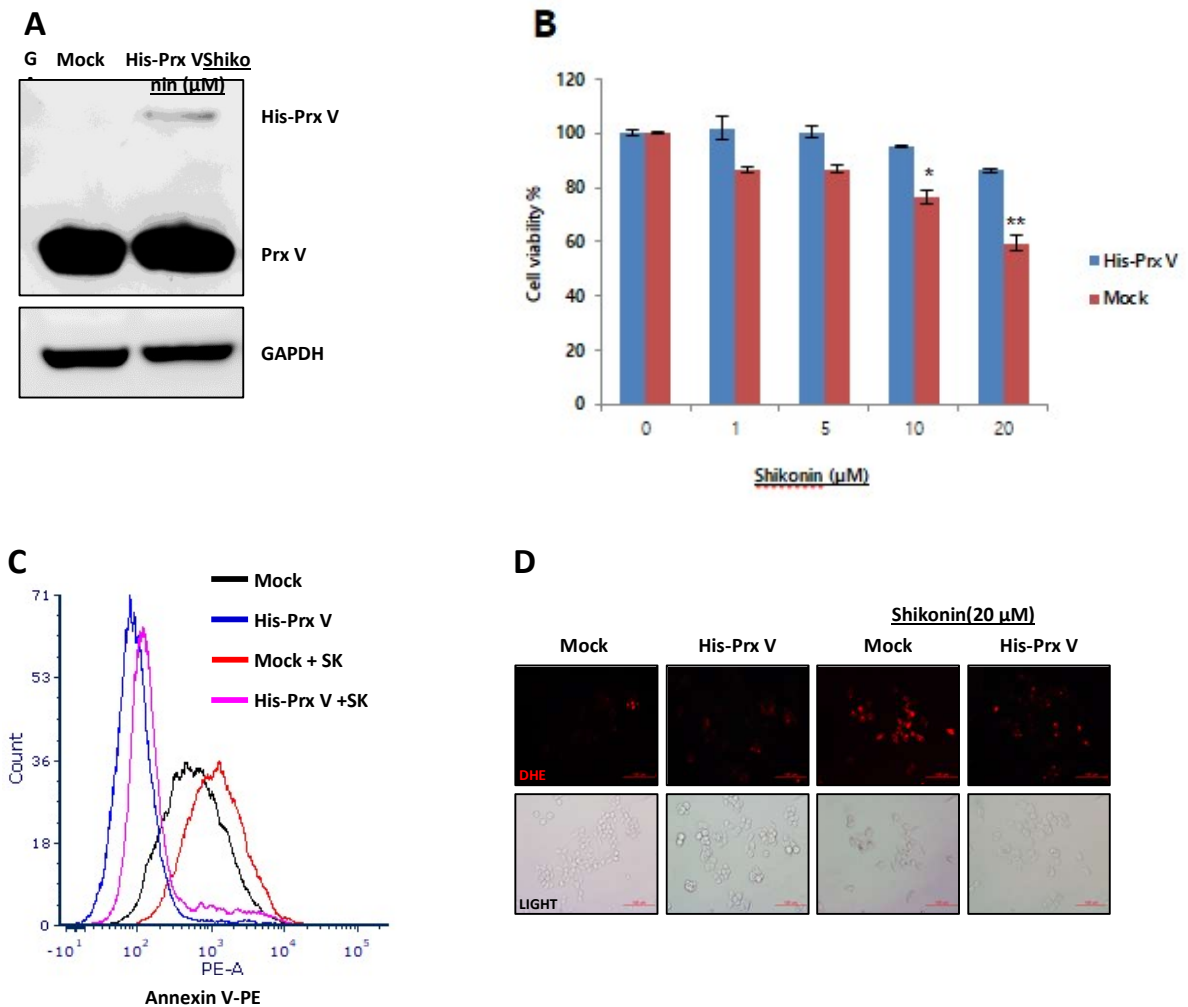 A
G Mock His-Prx VShiko
nin (µM)
His-Prx V
Prx V
GAPDH
B
120
100
80
60
40
20
0
Cell viability %
*
**
His-Prx V
Mock
0 1 5 10 20
Shikonin (µM)
C
Mock
His-Prx V
Mock + SK
His-Prx V +SK
71
53
36
18
0
Count
-10¹ 10² 10³ 10⁴ 10⁵
PE-A
Annexin V-PE
D
Shikonin(20 µM)
Mock His-Prx V Mock His-Prx V
DHE
LIGHT